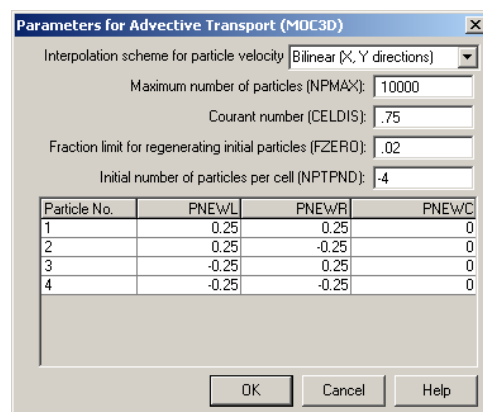 Parameters for Advective Transport (MOC3D)
Interpolation scheme for particle velocity Bilinear (X, Y directions)
Maximum number of particles (NPMAX): 10000
Courant number (CELDIS): .75
Fraction limit for regenerating initial particles (FZERO): .02
Initial number of particles per cell (NPTPND): -4
Particle No. PNEWL PNEWR PNEWC
1 0.25 0.25 0
2 0.25 -0.25 0
3 -0.25 0.25 0
4 -0.25 -0.25 0
OK Cancel Help